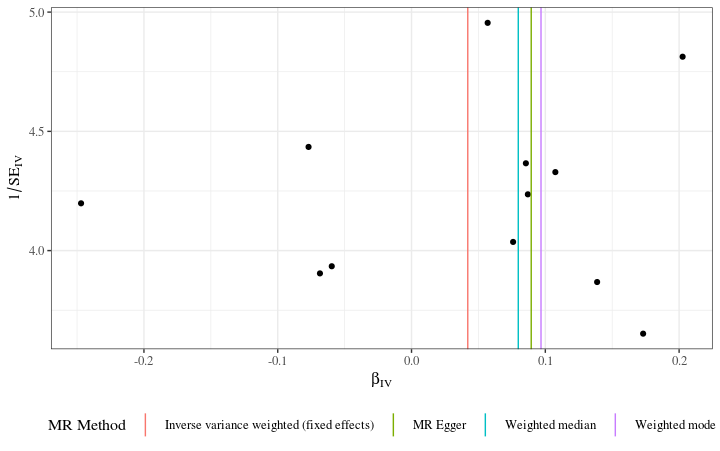 5.0
4.5
4.0
1/SE_IV
-0.2
-0.1
0.0
0.1
0.2
β_IV
MR Method
Inverse variance weighted (fixed effects)
MR Egger
Weighted median
Weighted mode